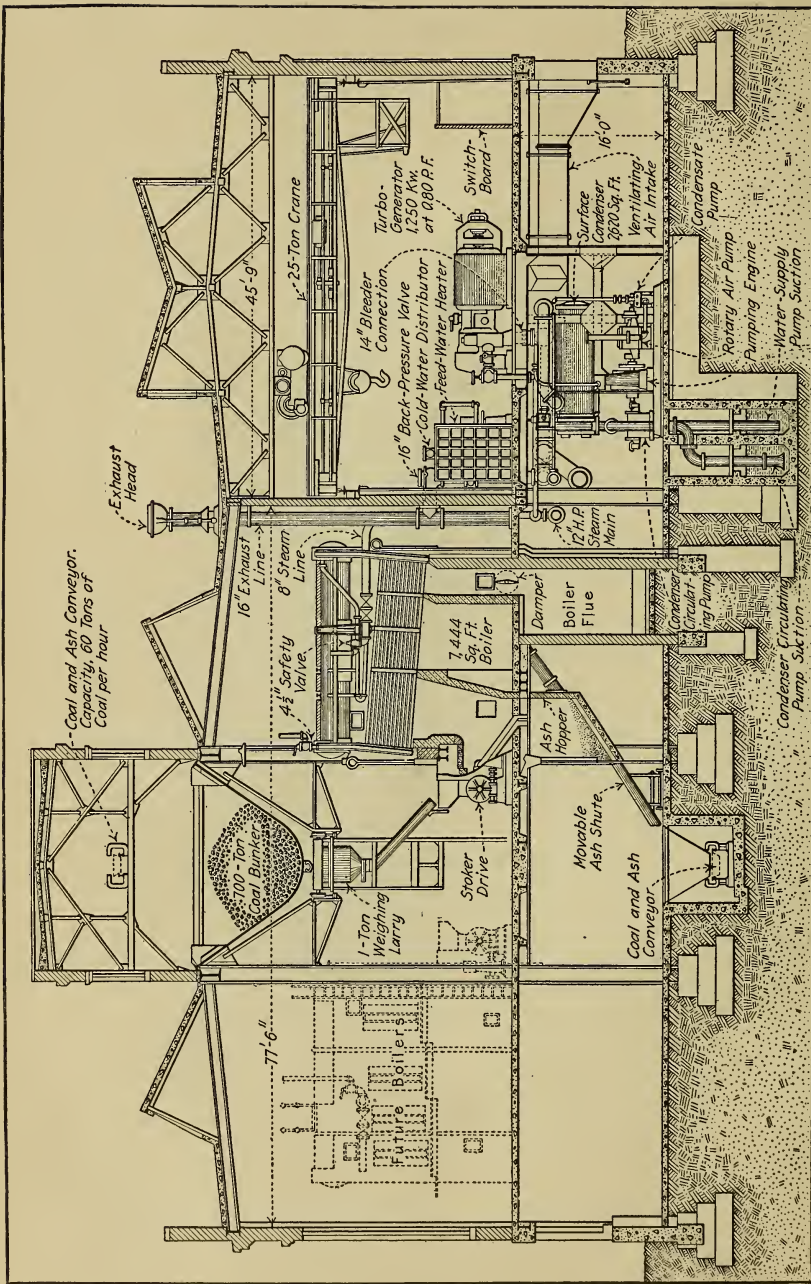 Coal and Ash Conveyor.
Capacity, 60 Tons of
Coal per hour
Exhaust
Head
45'-9"
25-Ton Crane
16" Exhaust
Line
700-Ton
Coal Bunker
77'-6"
4½" Safety
Valve
8" Steam
Line
14" Bleeder
Connection
16" Back-Pressure Valve
Cold-Water Distributor
Feed-Water Heater
Turbo-
Generator
1,250 Kw.
at 0.80 P.F.
Switch-
Board
Future Boilers
1-Ton
Weighing
Larry
Stoker
Drive
7,444
Sq. Ft.
Boiler
12" H.P.
Steam
Main
Damper
Boiler
Flue
Ash
Hopper
Movable
Ash Shute
Coal and Ash
Conveyor
16'-0"
Surface
Condenser
2620 Sq. Ft.
Ventilating
Air Intake
Condensate
Pump
Rotary Air Pump
Pumping Engine
Water-Supply
Pump Suction
Condenser
Circulat-
ing Pump
Condenser Circulating
Pump Suction